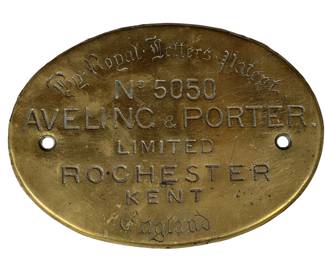 By Royal Letters Patent
No 5050
AVELING & PORTER
LIMITED
ROCHESTER
KENT
England